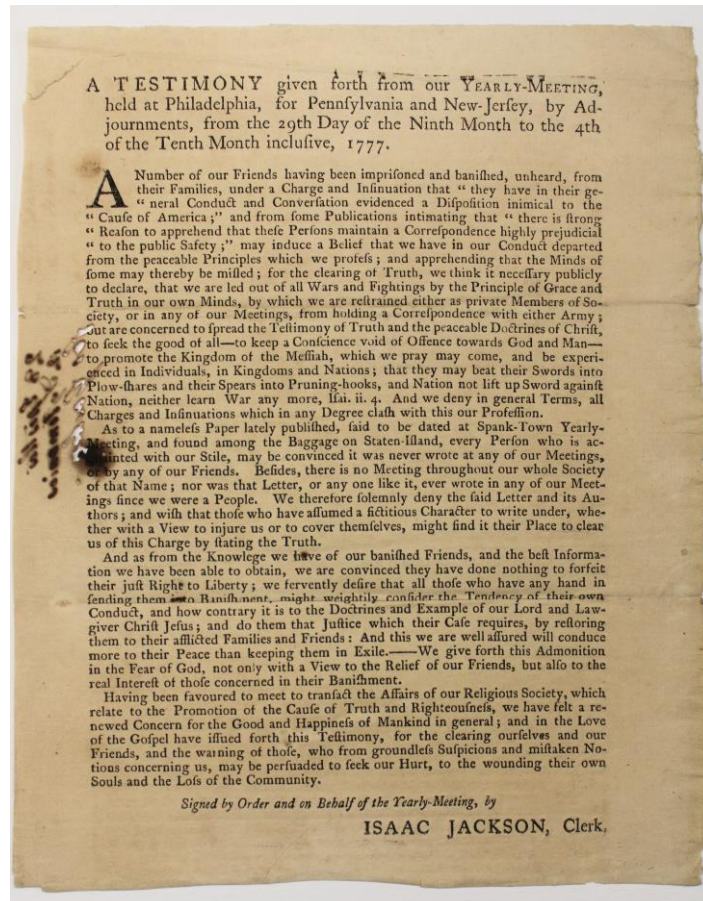 A TESTIMONY given forth from our YEARLY-MEETING,
held at Philadelphia, for Pennſylvania and New-Jerſey, by Ad-
journments, from the 29th Day of the Ninth Month to the 4th
of the Tenth Month incluſive, 1777.
A Number of our Friends having been impriſoned and baniſhed, unheard, from
their Families, under a Charge and Inſinuation that “ they have in their ge-
“ neral Conduct and Converſation evidenced a Diſpoſition inimical to the
“ Cauſe of America ;” and from ſome Publications intimating that “ there is ſtrong
“ Reaſon to apprehend that theſe Perſons maintain a Correſpondence highly prejudicial
“ to the public Safety ;” may induce a Belief that we have in our Conduct departed
from the peaceable Principles which we profeſs ; and apprehending that the Minds of
ſome may thereby be miſled ; for the clearing of Truth, we think it neceſſary publicly
to declare, that we are led out of all Wars and Fightings by the Principle of Grace and
Truth in our own Minds, by which we are reſtrained either as private Members of So-
ciety, or in any of our Meetings, from holding a Correſpondence with either Army ;
but are concerned to ſpread the Teſtimony of Truth and the peaceable Doctrines of Chriſt,
to ſeek the good of all—to keep a Conſcience void of Offence towards God and Man—
to promote the Kingdom of the Meſſiah, which we pray may come, and be experi-
enced in Individuals, in Kingdoms and Nations ; that they may beat their Swords into
Plow-ſhares and their Spears into Pruning-hooks, and Nation not lift up Sword againſt
Nation, neither learn War any more, Iſai. ii. 4. And we deny in general Terms, all
Charges and Inſinuations which in any Degree claſh with this our Profeſſion.
As to a nameleſs Paper lately publiſhed, ſaid to be dated at Spank-Town Yearly-
Meeting, and found among the Baggage on Staten-Iſland, every Perſon who is ac-
quainted with our Stile, may be convinced it was never wrote at any of our Meetings,
or by any of our Friends. Beſides, there is no Meeting throughout our whole Society
of that Name ; nor was that Letter, or any one like it, ever wrote in any of our Meet-
ings ſince we were a People. We therefore ſolemnly deny the ſaid Letter and its Au-
thors ; and wiſh that thoſe who have aſſumed a fictitious Character to write under, whe-
ther with a View to injure us or to cover themſelves, might find it their Place to clear
us of this Charge by ſtating the Truth.
And as from the Knowlege we have of our baniſhed Friends, and the beſt Informa-
tion we have been able to obtain, we are convinced they have done nothing to forfeit
their juſt Right to Liberty ; we fervently deſire that all thoſe who have any hand in
ſending them into Baniſhment, might weightily conſider the Tendency of their own
Conduct, and how contrary it is to the Doctrines and Example of our Lord and Law-
giver Chriſt Jeſus ; and do them that Juſtice which their Caſe requires, by reſtoring
them to their afflicted Families and Friends : And this we are well aſſured will conduce
more to their Peace than keeping them in Exile.——We give forth this Admonition
in the Fear of God, not only with a View to the Relief of our Friends, but alſo to the
real Intereſt of thoſe concerned in their Baniſhment.
Having been favoured to meet to tranſact the Affairs of our Religious Society, which
relate to the Promotion of the Cauſe of Truth and Righteouſneſs, we have felt a re-
newed Concern for the Good and Happineſs of Mankind in general ; and in the Love
of the Goſpel have iſſued forth this Teſtimony, for the clearing ourſelves and our
Friends, and the warning of thoſe, who from groundleſs Suſpicions and miſtaken No-
tions concerning us, may be perſuaded to ſeek our Hurt, to the wounding their own
Souls and the Loſs of the Community.
Signed by Order and on Behalf of the Yearly-Meeting, by
ISAAC JACKSON, Clerk.